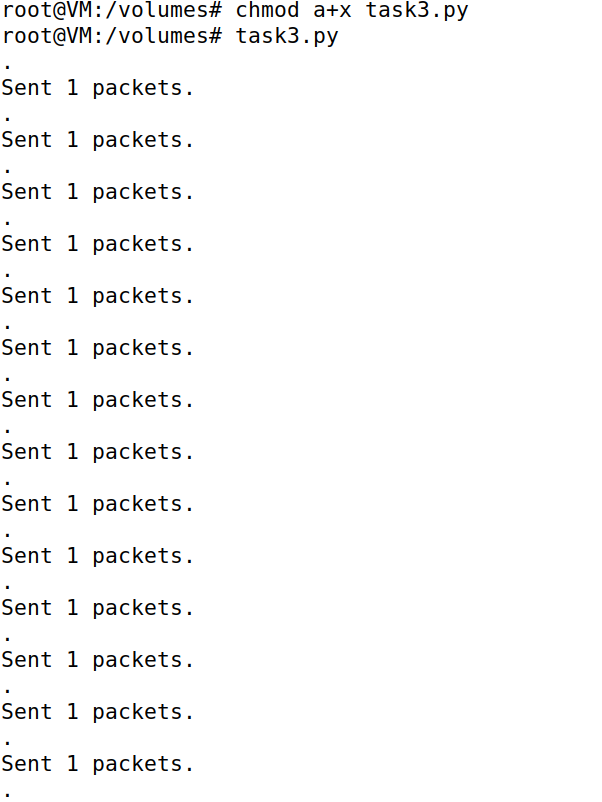 root@VM:/volumes# chmod a+x task3.py
root@VM:/volumes# task3.py
.
Sent 1 packets.
.
Sent 1 packets.
.
Sent 1 packets.
.
Sent 1 packets.
.
Sent 1 packets.
.
Sent 1 packets.
.
Sent 1 packets.
.
Sent 1 packets.
.
Sent 1 packets.
.
Sent 1 packets.
.
Sent 1 packets.
.
Sent 1 packets.
.
Sent 1 packets.
.
Sent 1 packets.
.